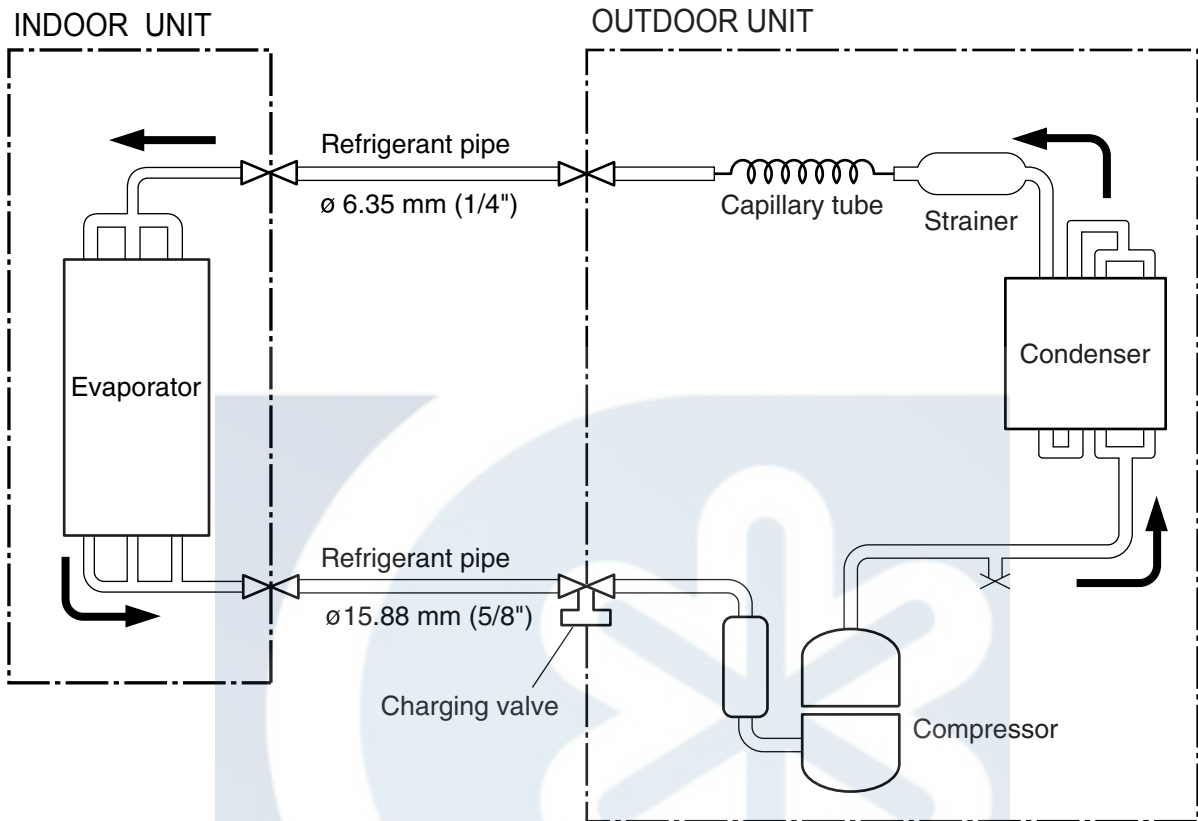 INDOOR UNIT
OUTDOOR UNIT
Refrigerant pipe
ø 6.35 mm (1/4")
Capillary tube
Strainer
Condenser
Evaporator
Refrigerant pipe
ø15.88 mm (5/8")
Charging valve
Compressor